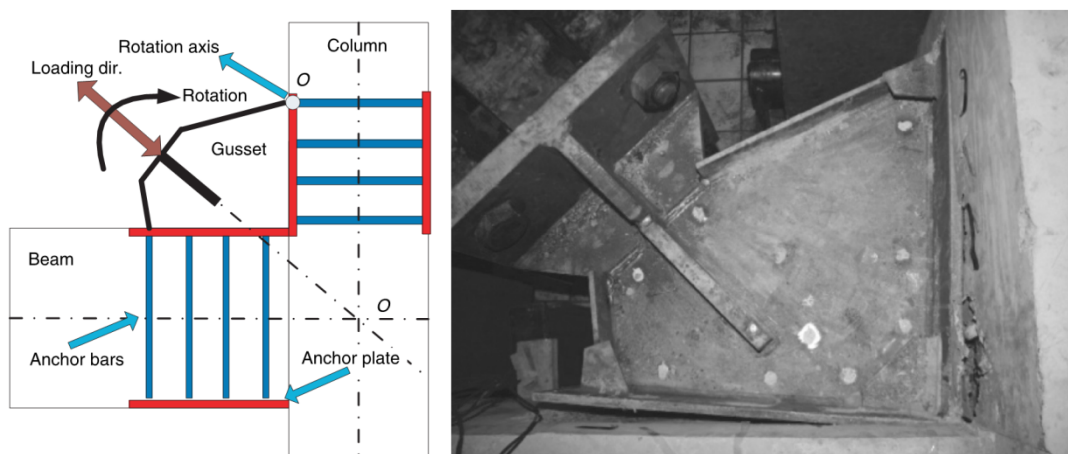 Column
Rotation axis
O
Loading dir.
Rotation
Gusset
Beam
O
Anchor bars
Anchor plate